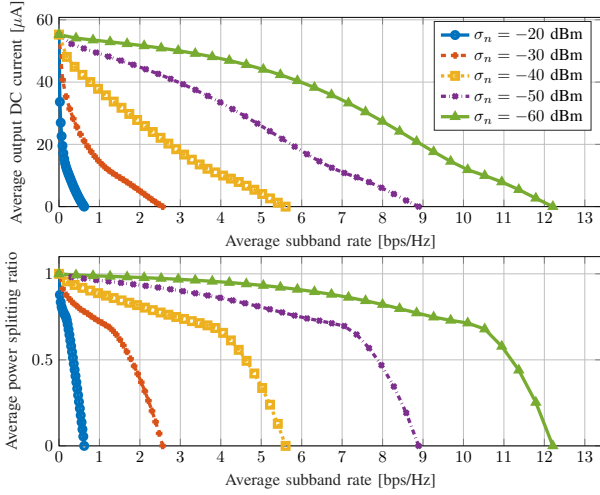 Average output DC current [μA]
60
40
20
0
0 1 2 3 4 5 6 7 8 9 10 11 12 13 14
Average subband rate [bps/Hz]
σn = −20 dBm
σn = −30 dBm
σn = −40 dBm
σn = −50 dBm
σn = −60 dBm
Average power splitting ratio
1
0.5
0
0 1 2 3 4 5 6 7 8 9 10 11 12 13 14
Average subband rate [bps/Hz]